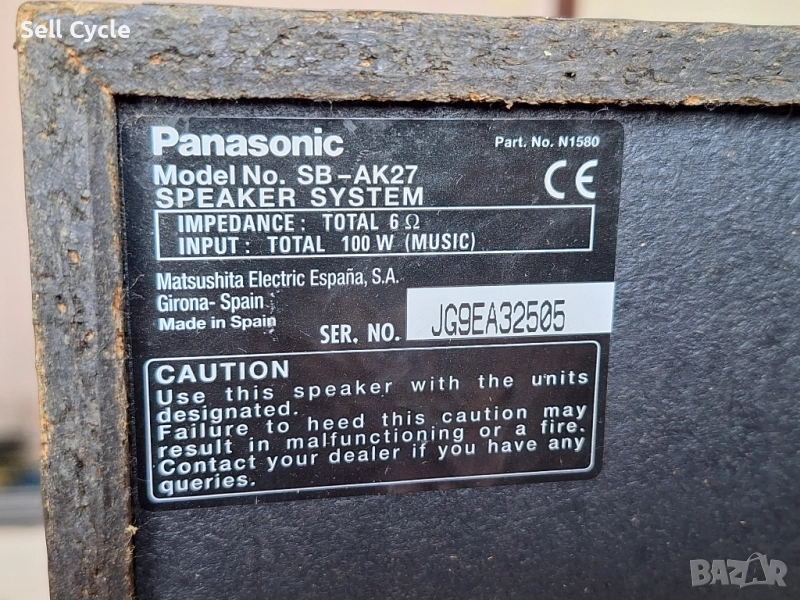 Sell Cycle
Panasonic
Part. No. N1580
Model No. SB-AK27
CE
SPEAKER SYSTEM
IMPEDANCE: TOTAL 6 Ω
INPUT: TOTAL 100 W (MUSIC)
Matsushita Electric España, S.A.
Girona- Spain
Made in Spain
SER. NO. JG9EA32505
CAUTION
Use this speaker with the units
designated.
Failure to heed this caution may
result in malfunctioning or a fire.
Contact your dealer if you have any
queries.
BAZAR